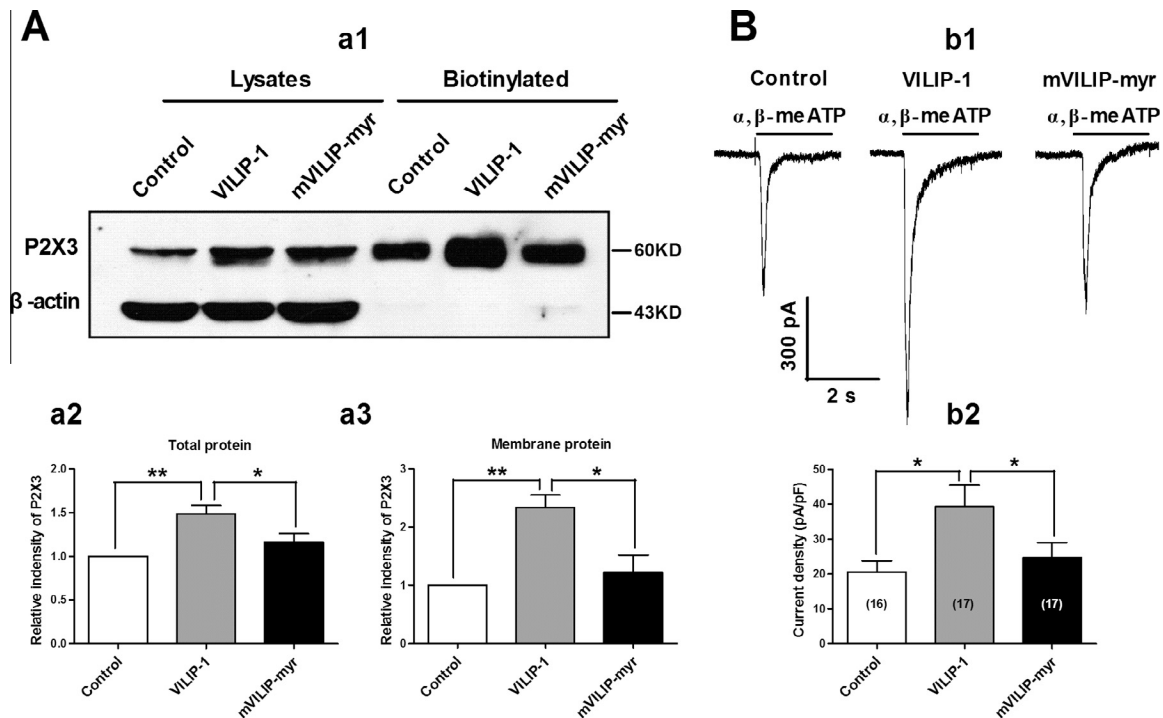 A
a1
Lysates
Biotinylated
Control
VILIP-1
mVILIP-myr
Control
VILIP-1
mVILIP-myr
P2X3
60KD
β -actin
43KD
a2
Total protein
Relative Indensity of P2X3
2.0
1.5
1.0
0.5
0.0
**
*
Control
VILIP-1
mVILIP-myr
a3
Membrane protein
Relative Indensity of P2X3
3
2
1
0
**
*
Control
VILIP-1
mVILIP-myr
B
b1
Control
VILIP-1
mVILIP-myr
α, β-me ATP
α, β-me ATP
α, β-me ATP
300 pA
2 s
b2
Current density (pA/pF)
50
40
30
20
10
0
*
*
(16)
(17)
(17)
Control
VILIP-1
mVILIP-myr